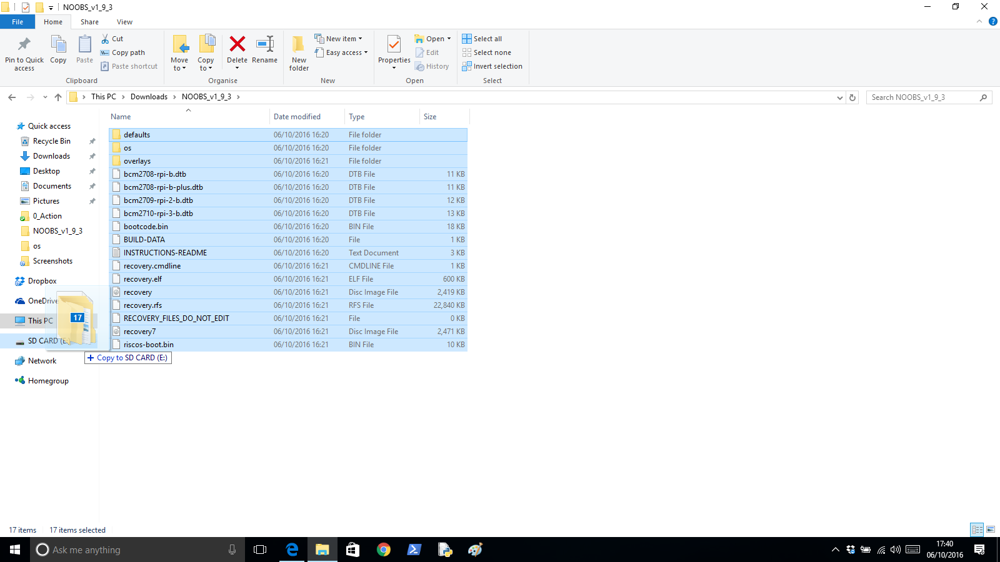 NOOBS_v1_9_3
File Home Share View
Pin to Quick access
Copy
Paste
Cut
Copy path
Paste shortcut
Clipboard
Move to
Copy to
Delete
Rename
Organise
New folder
New item
Easy access
New
Properties
Open
Edit
History
Open
Select all
Select none
Invert selection
Select
This PC > Downloads > NOOBS_v1_9_3 >
Search NOOBS_v1_9_3
Quick access
Recycle Bin
Downloads
Desktop
Documents
Pictures
0_Action
NOOBS_v1_9_3
os
Screenshots
Dropbox
OneDrive
This PC
SD CARD (E:)
Network
Homegroup
17
Copy to SD CARD (E:)
Name Date modified Type Size
defaults 06/10/2016 16:20 File folder
os 06/10/2016 16:20 File folder
overlays 06/10/2016 16:21 File folder
bcm2708-rpi-b.dtb 06/10/2016 16:20 DTB File 11 KB
bcm2708-rpi-b-plus.dtb 06/10/2016 16:20 DTB File 11 KB
bcm2709-rpi-2-b.dtb 06/10/2016 16:20 DTB File 12 KB
bcm2710-rpi-3-b.dtb 06/10/2016 16:20 DTB File 13 KB
bootcode.bin 06/10/2016 16:20 BIN File 18 KB
BUILD-DATA 06/10/2016 16:20 File 1 KB
INSTRUCTIONS-README 06/10/2016 16:20 Text Document 3 KB
recovery.cmdline 06/10/2016 16:21 CMDLINE File 1 KB
recovery.elf 06/10/2016 16:21 ELF File 600 KB
recovery 06/10/2016 16:21 Disc Image File 2,419 KB
recovery.rfs 06/10/2016 16:21 RFS File 22,840 KB
RECOVERY_FILES_DO_NOT_EDIT 06/10/2016 16:21 File 0 KB
recovery7 06/10/2016 16:21 Disc Image File 2,471 KB
riscos-boot.bin 06/10/2016 16:21 BIN File 10 KB
17 items 17 items selected
Ask me anything
17:40
06/10/2016